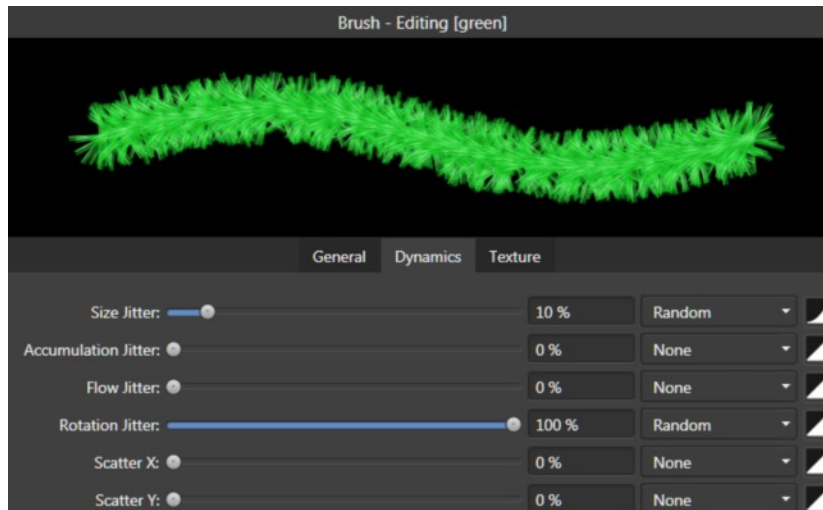 Brush - Editing [green]
General Dynamics Texture
Size Jitter: 10 % Random
Accumulation Jitter: 0 % None
Flow Jitter: 0 % None
Rotation Jitter: 100 % Random
Scatter X: 0 % None
Scatter Y: 0 % None